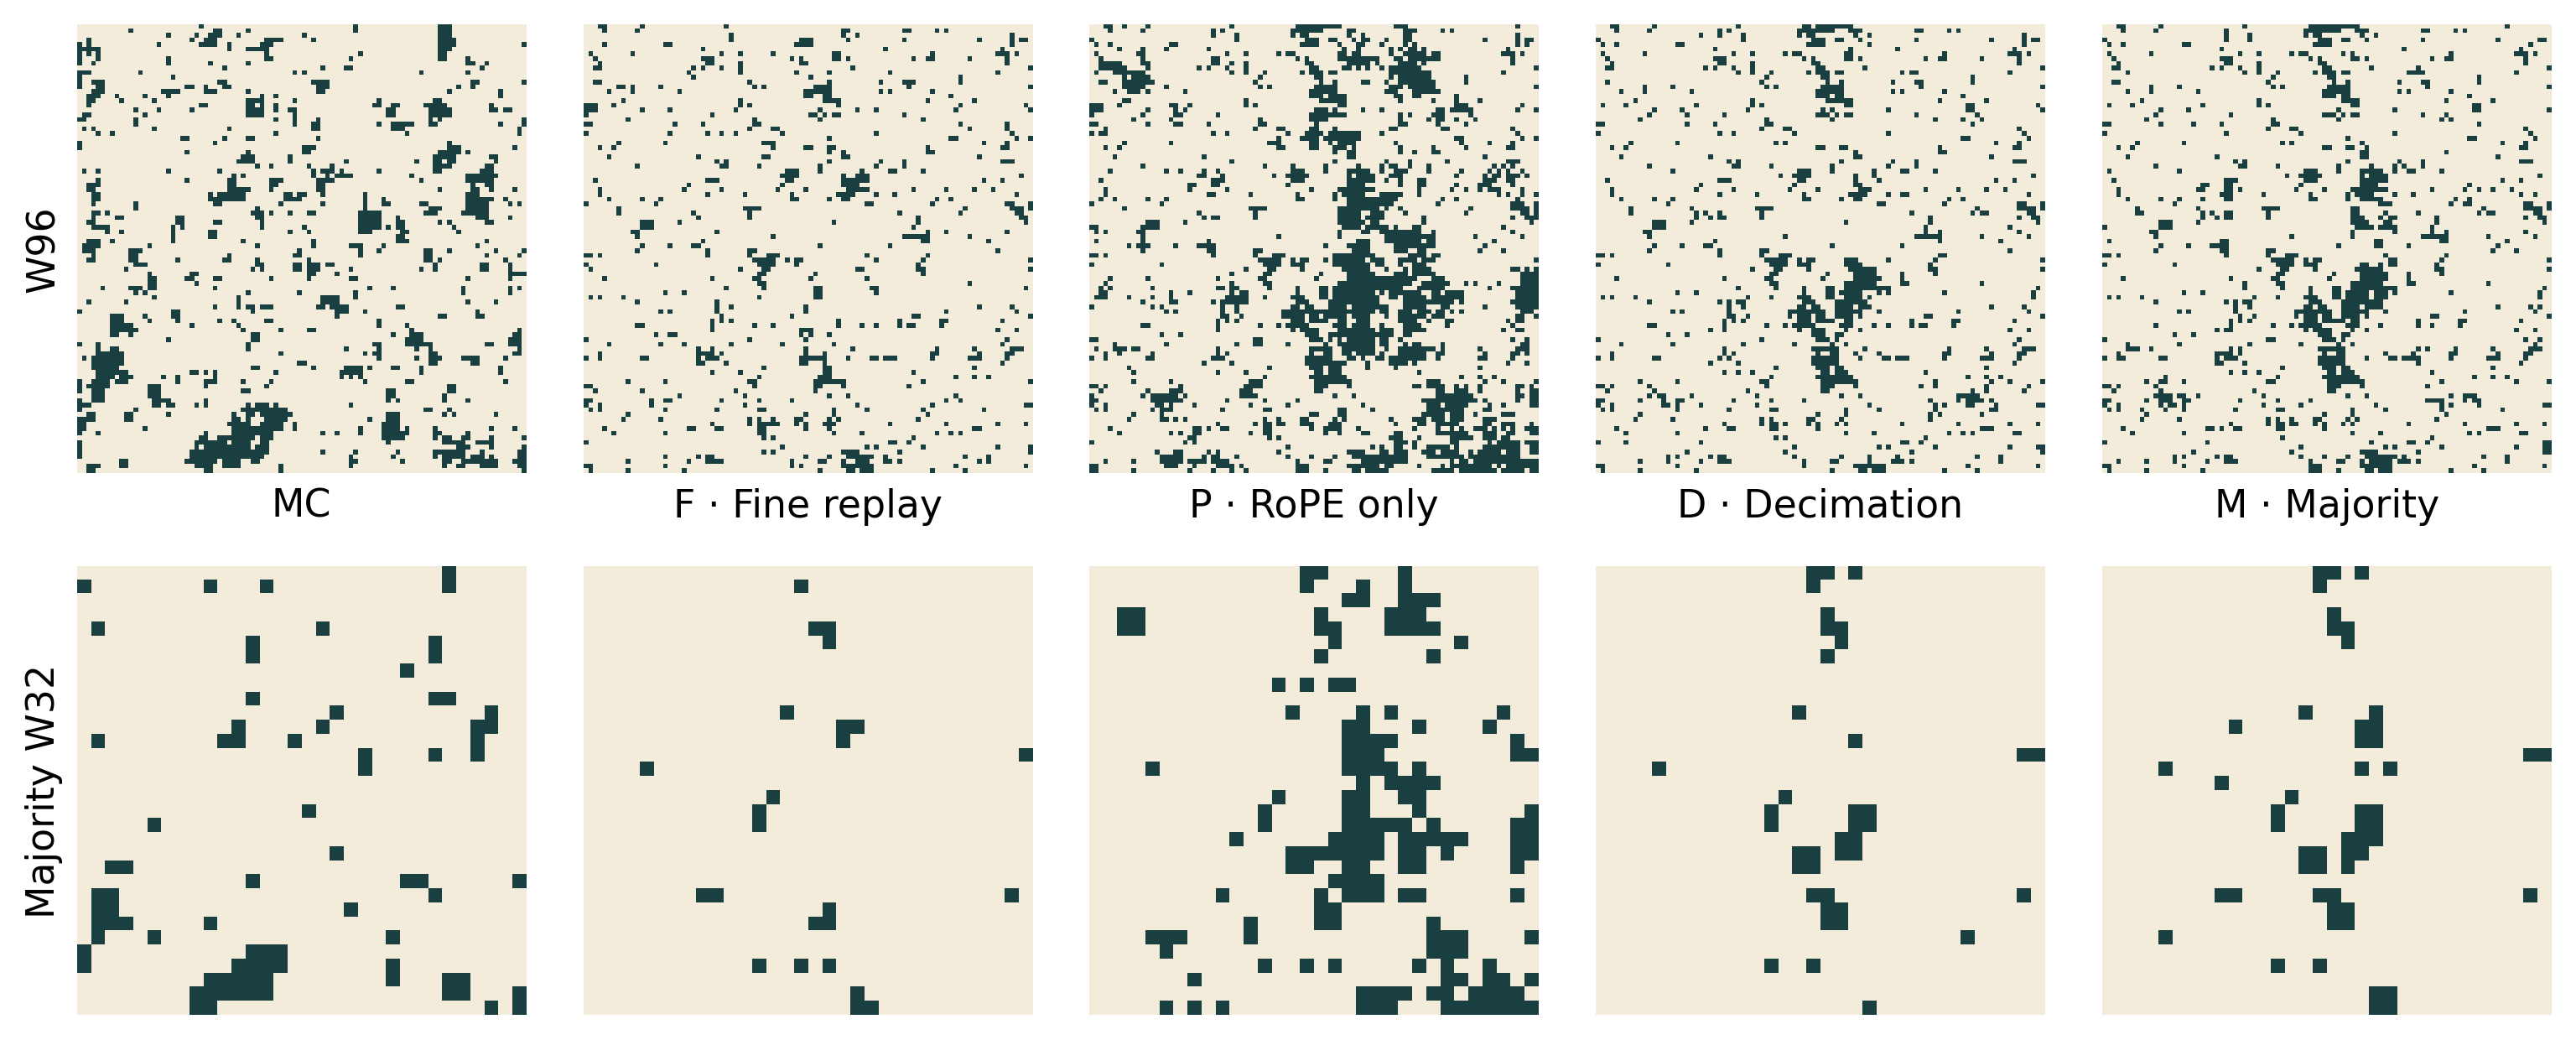 W96
MC
F · Fine replay
P · RoPE only
D · Decimation
M · Majority
Majority W32